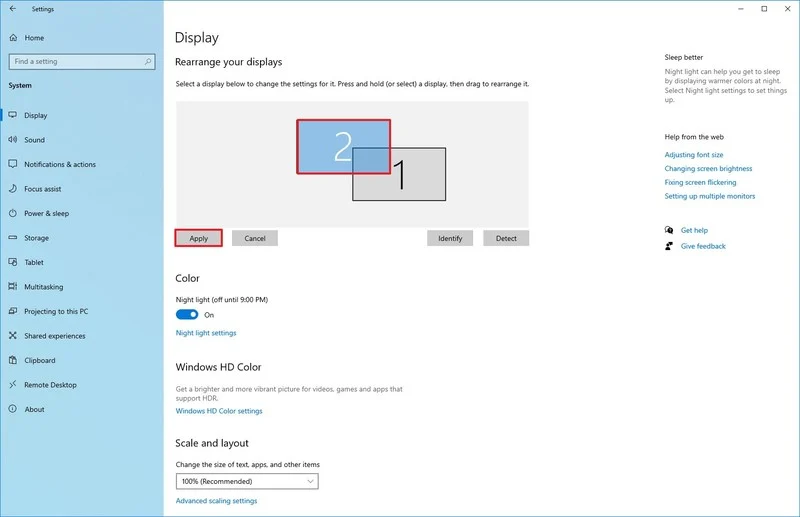 Settings
Home
Find a setting
System
Display
Sound
Notifications & actions
Focus assist
Power & sleep
Storage
Tablet
Multitasking
Projecting to this PC
Shared experiences
Clipboard
Remote Desktop
About
Display
Rearrange your displays
Select a display below to change the settings for it. Press and hold (or select) a display, then drag to rearrange it.
2
1
Apply
Cancel
Identify
Detect
Color
Night light (off until 9:00 PM)
On
Night light settings
Windows HD Color
Get a brighter and more vibrant picture for videos, games and apps that
support HDR.
Windows HD Color settings
Scale and layout
Change the size of text, apps, and other items
100% (Recommended)
Advanced scaling settings
Sleep better
Night light can help you get to sleep
by displaying warmer colors at night.
Select Night light settings to set things
up.
Help from the web
Adjusting font size
Changing screen brightness
Fixing screen flickering
Setting up multiple monitors
Get help
Give feedback